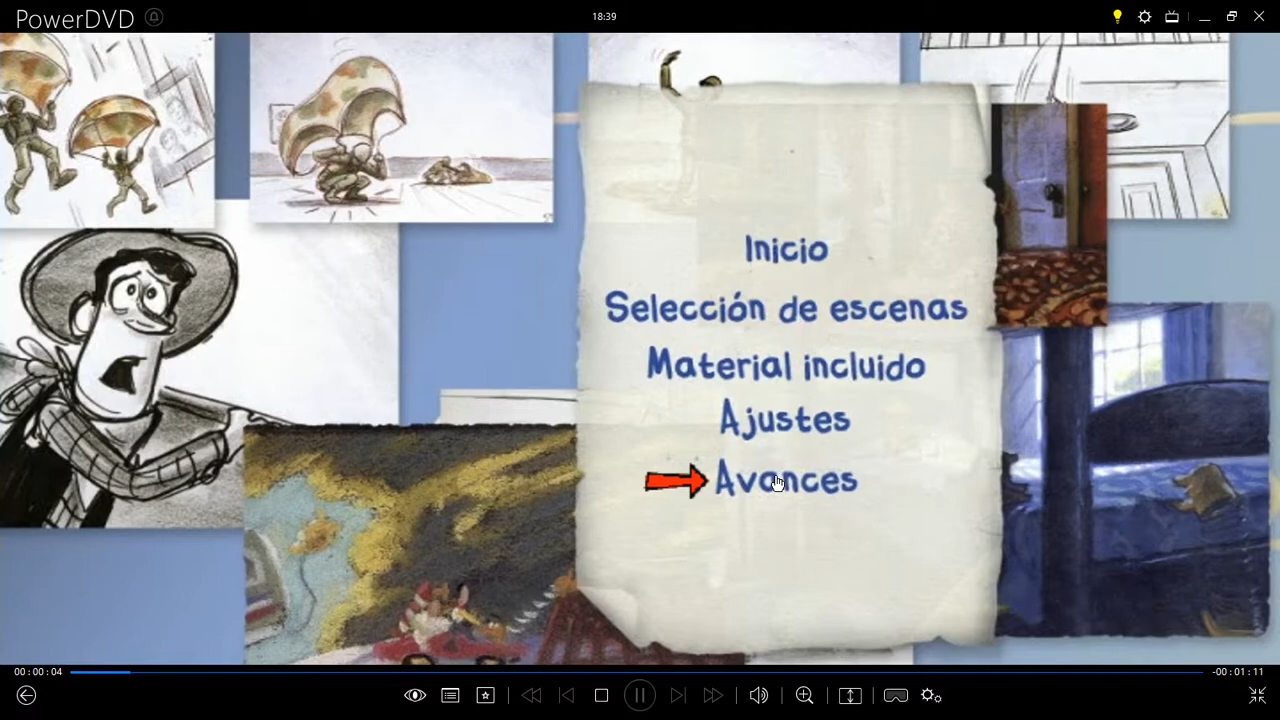 PowerDVD
18:39
Inicio
Selección de escenas
Material incluido
Ajustes
Avances
00:00:04
-00:01:11